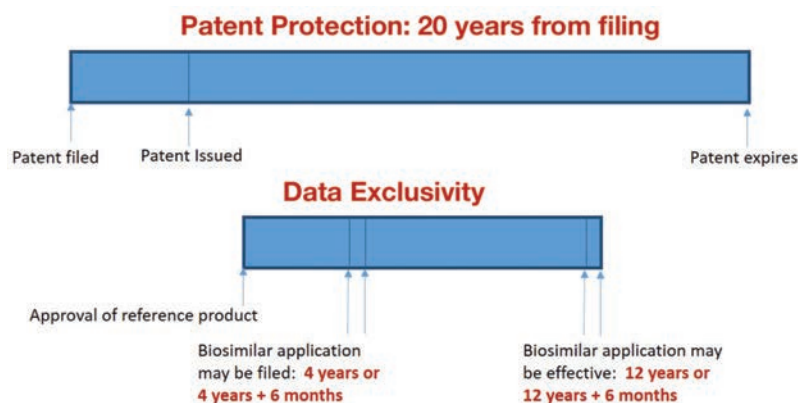 Patent Protection: 20 years from filing
Patent filed
Patent Issued
Patent expires
Data Exclusivity
Approval of reference product
Biosimilar application
may be filed: 4 years or
4 years + 6 months
Biosimilar application may
be effective: 12 years or
12 years + 6 months